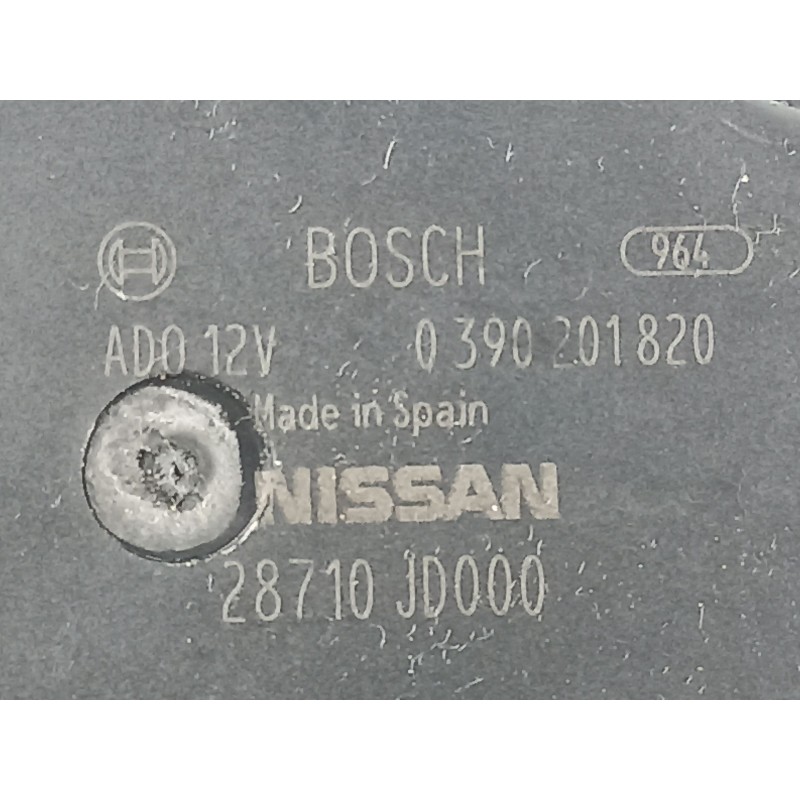 BOSCH 964
ADO 12V 0 390 201 820
Made in Spain
NISSAN
28710 JD000